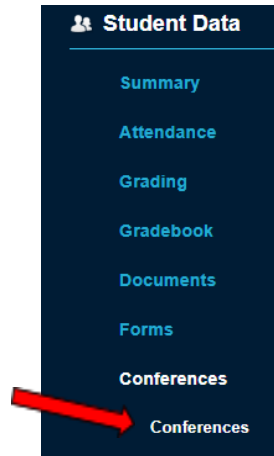 Student Data
Summary
Attendance
Grading
Gradebook
Documents
Forms
Conferences
Conferences